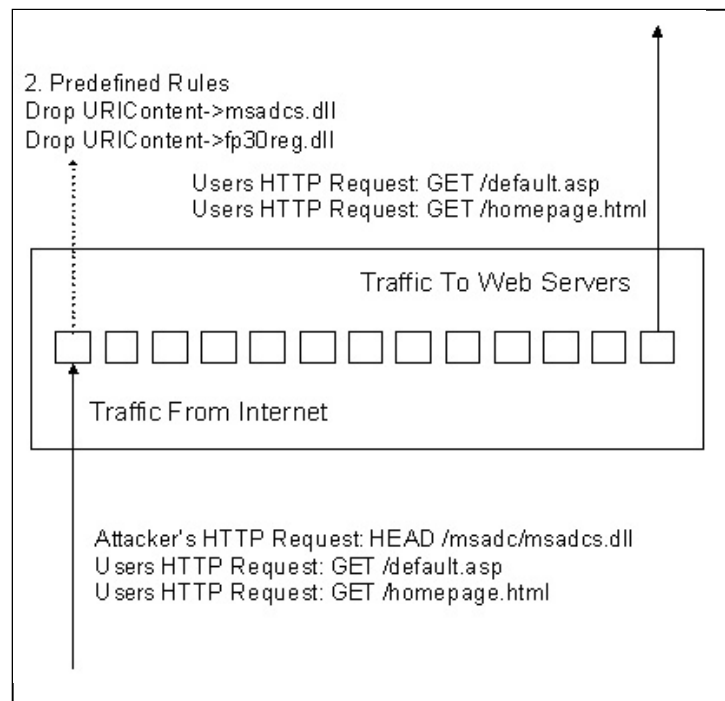 2. Predefined Rules
Drop URIContent->msadcs.dll
Drop URIContent->fp30reg.dll
Users HTTP Request: GET /default.asp
Users HTTP Request: GET /homepage.html
Traffic To Web Servers
Traffic From Internet
Attacker's HTTP Request: HEAD /msadc/msadcs.dll
Users HTTP Request: GET /default.asp
Users HTTP Request: GET /homepage.html